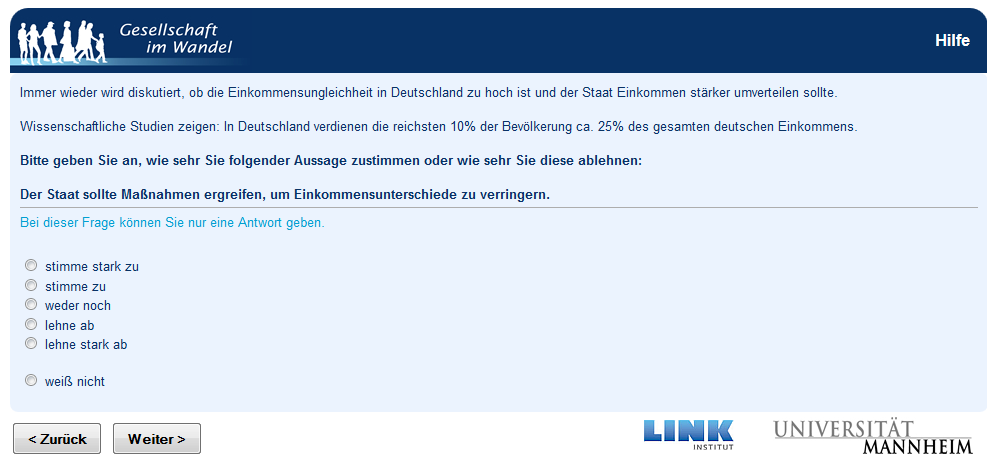 Gesellschaft
im Wandel
Hilfe
Immer wieder wird diskutiert, ob die Einkommensungleichheit in Deutschland zu hoch ist und der Staat Einkommen stärker umverteilen sollte.
Wissenschaftliche Studien zeigen: In Deutschland verdienen die reichsten 10% der Bevölkerung ca. 25% des gesamten deutschen Einkommens.
Bitte geben Sie an, wie sehr Sie folgender Aussage zustimmen oder wie sehr Sie diese ablehnen:
Der Staat sollte Maßnahmen ergreifen, um Einkommensunterschiede zu verringern.
Bei dieser Frage können Sie nur eine Antwort geben.
stimme stark zu
stimme zu
weder noch
lehne ab
lehne stark ab
weiß nicht
< Zurück
Weiter >
LINK
INSTITUT
UNIVERSITÄT
MANNHEIM